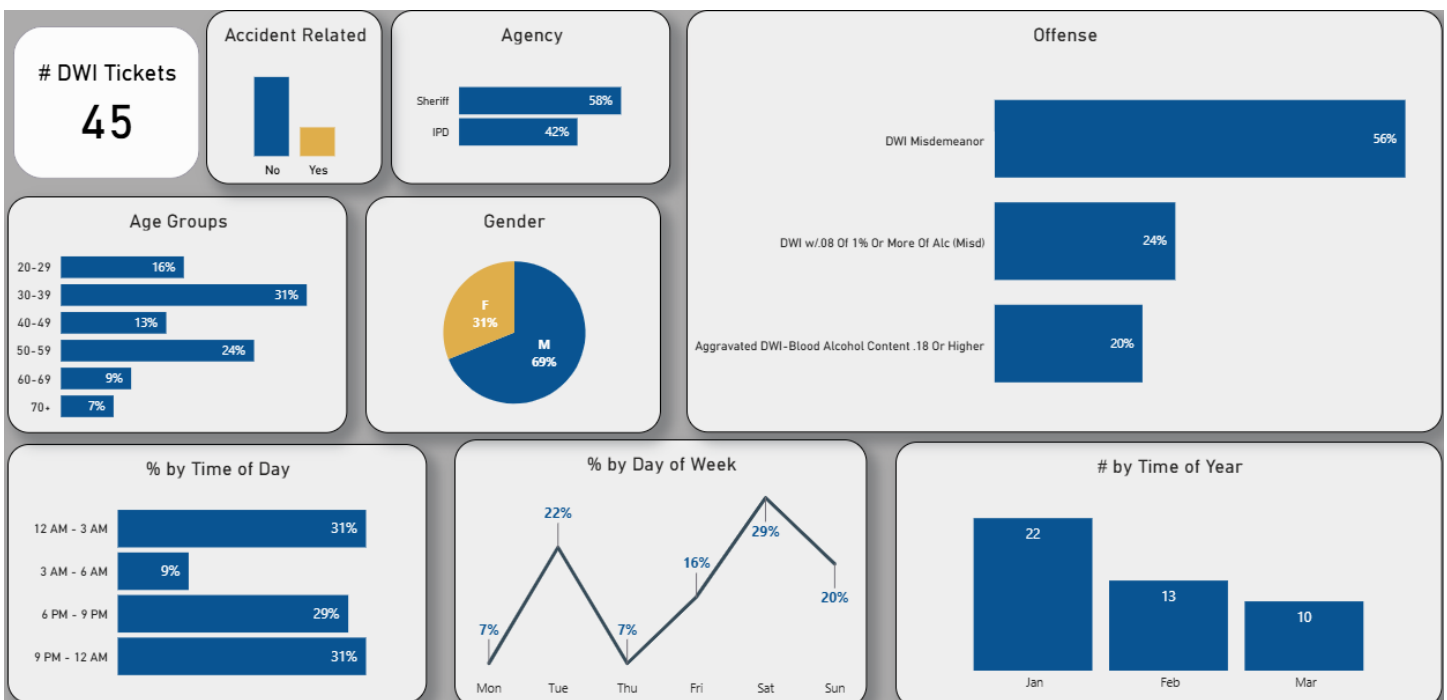 # DWI Tickets
45
Accident Related
No Yes
Agency
Sheriff 58%
IPD 42%
Offense
DWI Misdemeanor 56%
DWI w/.08 Of 1% Or More Of Alc (Misd) 24%
Aggravated DWI-Blood Alcohol Content .18 Or Higher 20%
Age Groups
20-29 16%
30-39 31%
40-49 13%
50-59 24%
60-69 9%
70+ 7%
Gender
F
31%
M
69%
% by Time of Day
12 AM - 3 AM 31%
3 AM - 6 AM 9%
6 PM - 9 PM 29%
9 PM - 12 AM 31%
% by Day of Week
7% 22% 7% 16% 29% 20%
Mon Tue Thu Fri Sat Sun
# by Time of Year
22 13 10
Jan Feb Mar